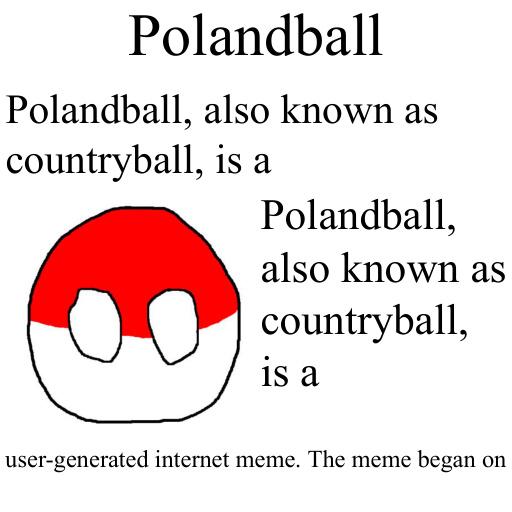 Polandball
Polandball, also known as
countryball, is a
Polandball,
also known as
countryball,
is a
user-generated internet meme. The meme began on